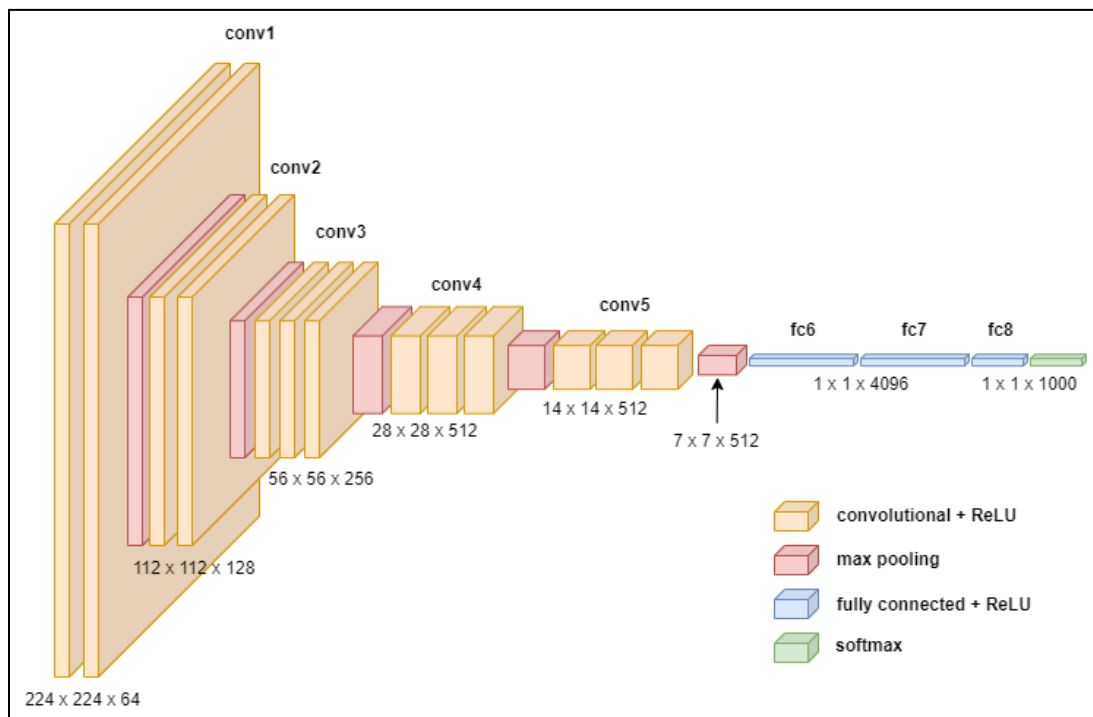 conv1
conv2
conv3
conv4
conv5
fc6
fc7
fc8
1 x 1 x 4096
1 x 1 x 1000
14 x 14 x 512
28 x 28 x 512
7 x 7 x 512
56 x 56 x 256
112 x 112 x 128
224 x 224 x 64
convolutional + ReLU
max pooling
fully connected + ReLU
softmax